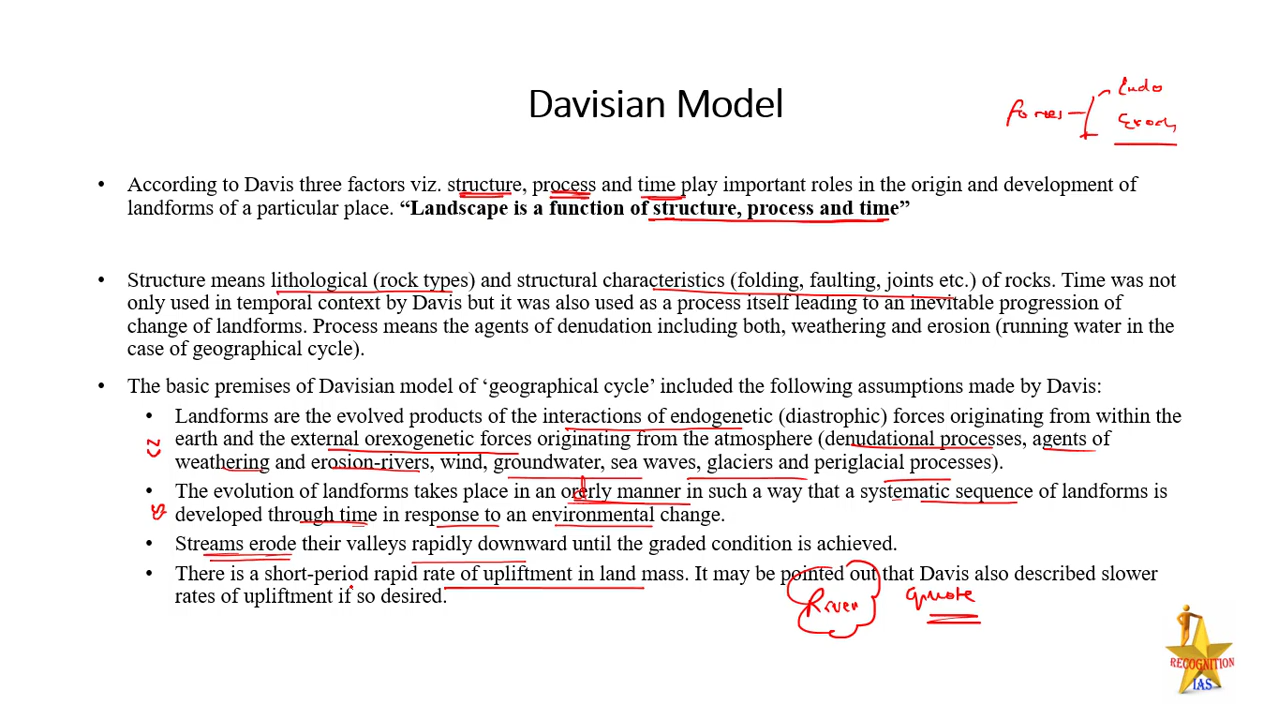 Davisian Model
forces
Endo
Exo
• According to Davis three factors viz. structure, process and time play important roles in the origin and development of
landforms of a particular place. “Landscape is a function of structure, process and time”
• Structure means lithological (rock types) and structural characteristics (folding, faulting, joints etc.) of rocks. Time was not
only used in temporal context by Davis but it was also used as a process itself leading to an inevitable progression of
change of landforms. Process means the agents of denudation including both, weathering and erosion (running water in the
case of geographical cycle).
• The basic premises of Davisian model of ‘geographical cycle’ included the following assumptions made by Davis:
• Landforms are the evolved products of the interactions of endogenetic (diastrophic) forces originating from within the
earth and the external orexogenetic forces originating from the atmosphere (denudational processes, agents of
weathering and erosion-rivers, wind, groundwater, sea waves, glaciers and periglacial processes).
• The evolution of landforms takes place in an orerly manner in such a way that a systematic sequence of landforms is
developed through time in response to an environmental change.
• Streams erode their valleys rapidly downward until the graded condition is achieved.
• There is a short-period rapid rate of upliftment in land mass. It may be pointed out that Davis also described slower
rates of upliftment if so desired.
River
quote
RECOGNITION
IAS